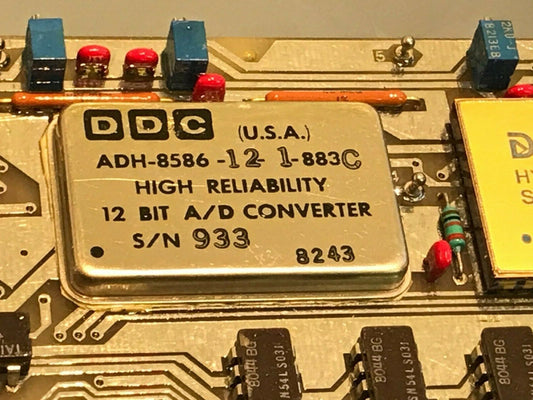 DDC (U.S.A.)
ADH-8586-12-1-883C
HIGH RELIABILITY
12 BIT A/D CONVERTER
S/N 933
8243
5
8044 BG
8044 BG
8044 BG